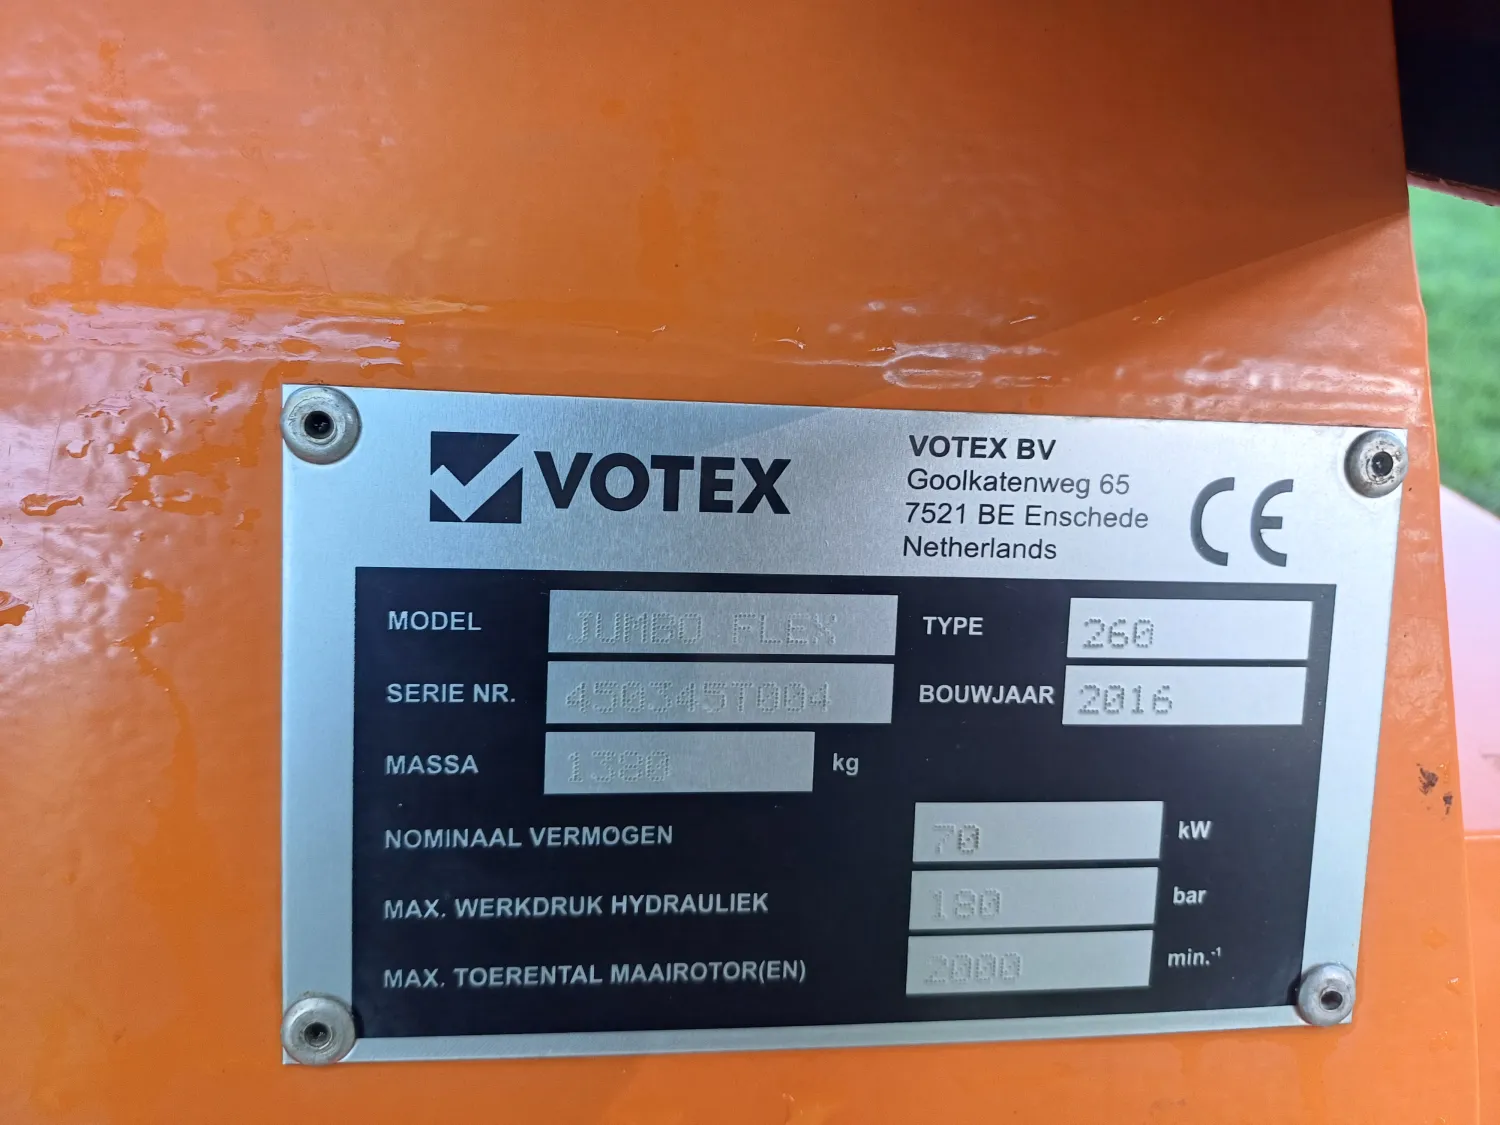 VOTEX
VOTEX BV
Goolkatenweg 65
7521 BE Enschede
Netherlands
CE
MODEL JUMBO FLEX TYPE 260
SERIE NR. 450345T004 BOUWJAAR 2016
MASSA 1380 kg
NOMINAAL VERMOGEN 70 kW
MAX. WERKDRUK HYDRAULIEK 180 bar
MAX. TOERENTAL MAAIROTOR(EN) 2000 min.⁻¹